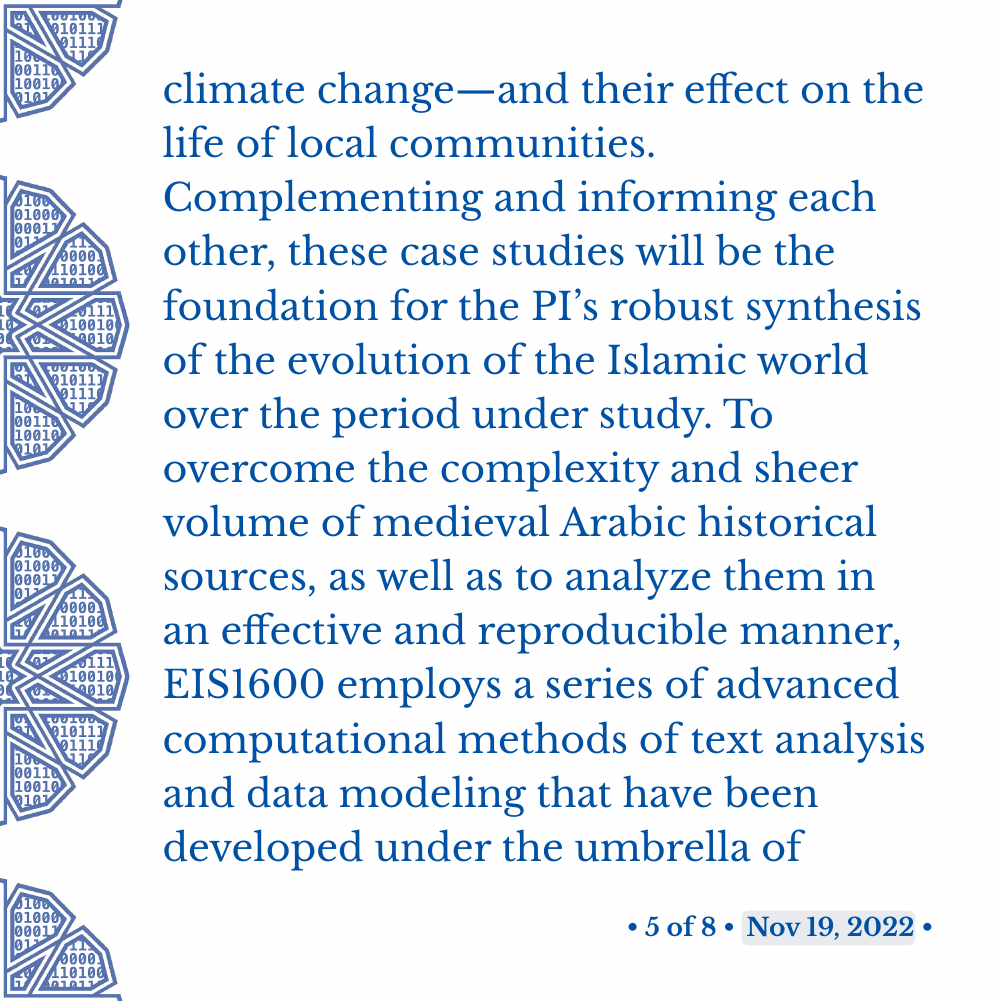 climate change—and their effect on the
life of local communities.
Complementing and informing each
other, these case studies will be the
foundation for the PI’s robust synthesis
of the evolution of the Islamic world
over the period under study. To
overcome the complexity and sheer
volume of medieval Arabic historical
sources, as well as to analyze them in
an effective and reproducible manner,
EIS1600 employs a series of advanced
computational methods of text analysis
and data modeling that have been
developed under the umbrella of
• 5 of 8 • Nov 19, 2022 •